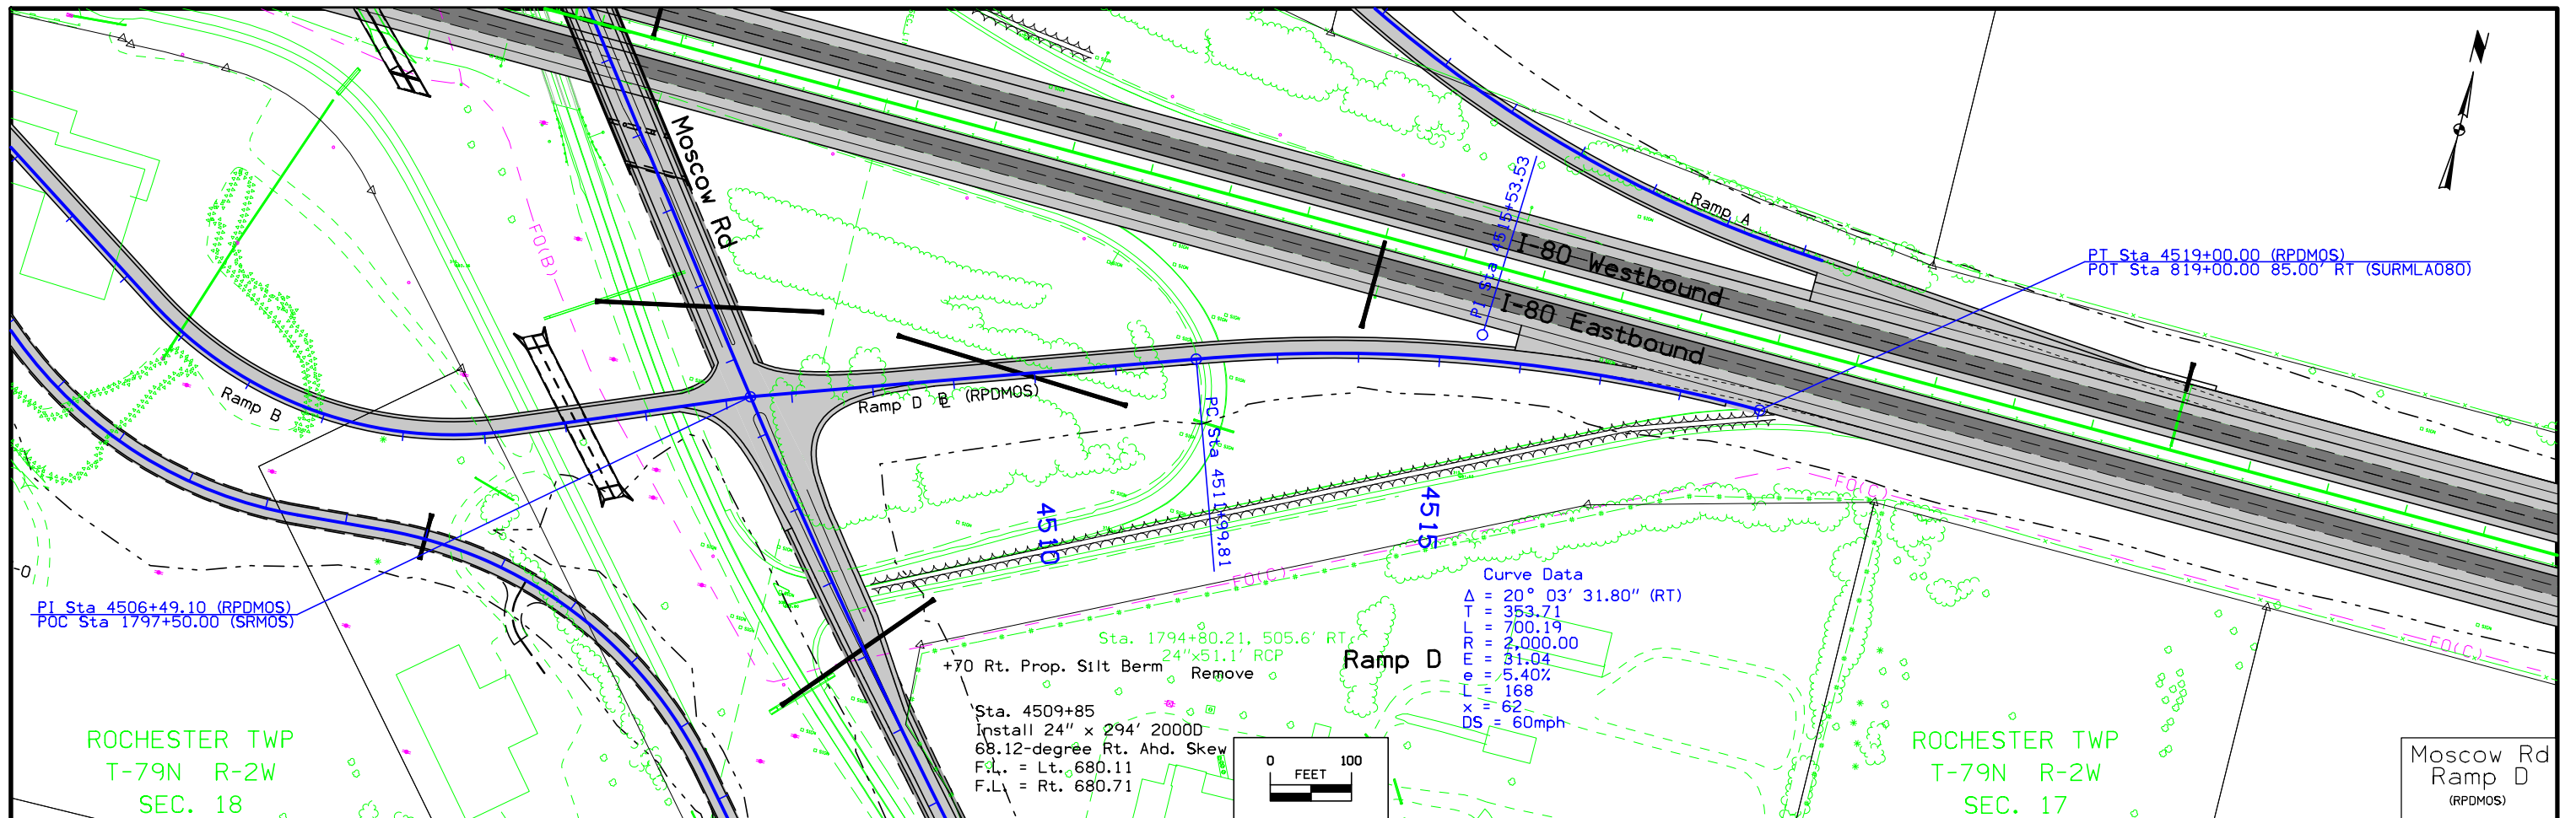 Moscow Rd
FO(B)
Ramp A
PI Sta 4515+53.53
I-80 Westbound
I-80 Eastbound
PT Sta 4519+00.00 (RPDMOS)
POT Sta 819+00.00 85.00' RT (SURMLA080)
Ramp B
Ramp D ⅊ (RPDMOS)
PC Sta 4511+99.81
4510
4515
FO(C)
FO(C)
FO(C)
PI Sta 4506+49.10 (RPDMOS)
POC Sta 1797+50.00 (SRMOS)
Curve Data
Ramp D
Δ = 20° 03' 31.80" (RT)
T = 353.71
L = 700.19
R = 2,000.00
E = 31.04
e = 5.40%
L = 168
x = 62
DS = 60mph
Sta. 1794+80.21, 505.6' RT
24"x51.1' RCP
Remove
+70 Rt. Prop. Silt Berm
Sta. 4509+85
Install 24" x 294' 2000D
68.12-degree Rt. Ahd. Skew
F.L. = Lt. 680.11
F.L. = Rt. 680.71
0 100
FEET
ROCHESTER TWP
T-79N R-2W
SEC. 18
ROCHESTER TWP
T-79N R-2W
SEC. 17
Moscow Rd
Ramp D
(RPDMOS)